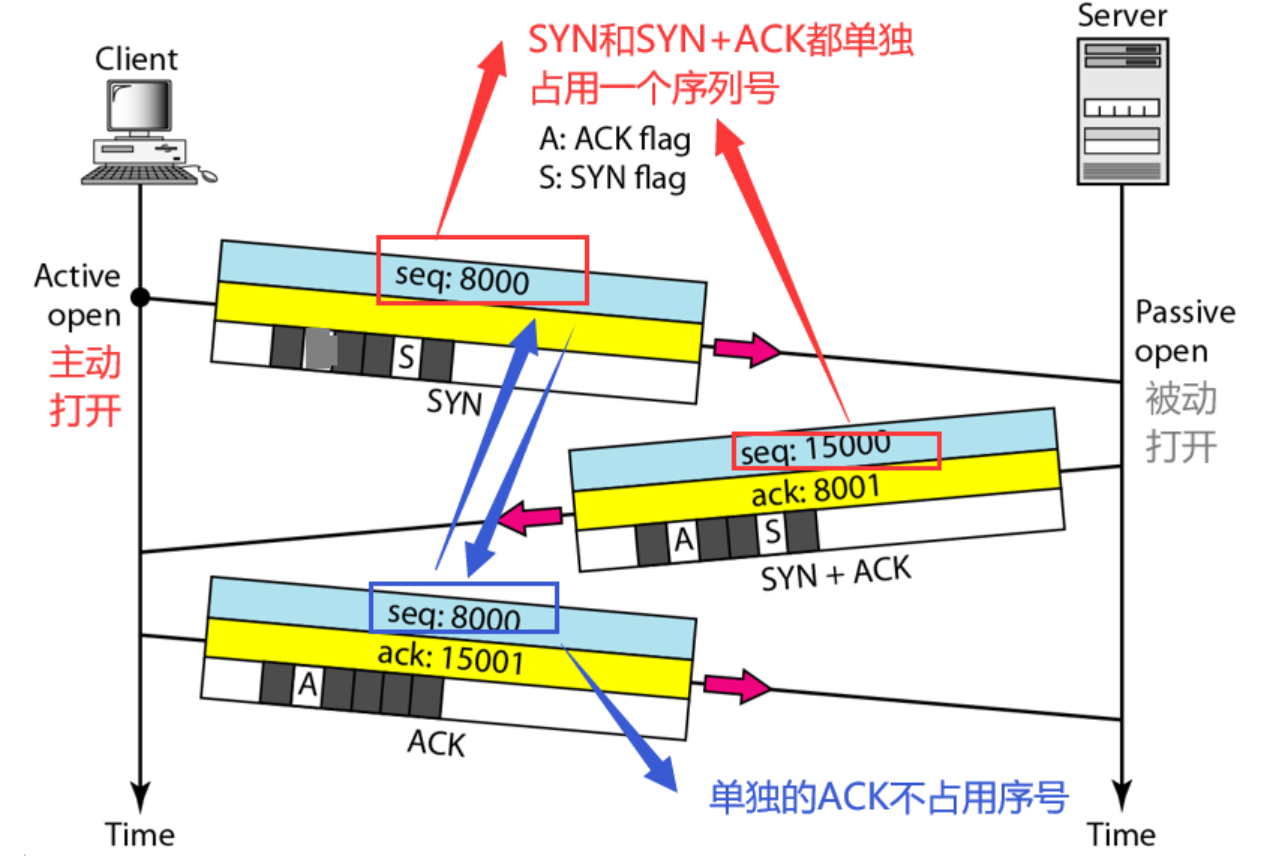 Server
Client
SYN和SYN+ACK都单独
占用一个序列号
A: ACK flag
S: SYN flag
Active
open
主动
打开
seq: 8000
S
SYN
Passive
open
被动
打开
seq: 15000
ack: 8001
A
S
SYN + ACK
seq: 8000
ack: 15001
A
ACK
单独的ACK不占用序号
Time
Time